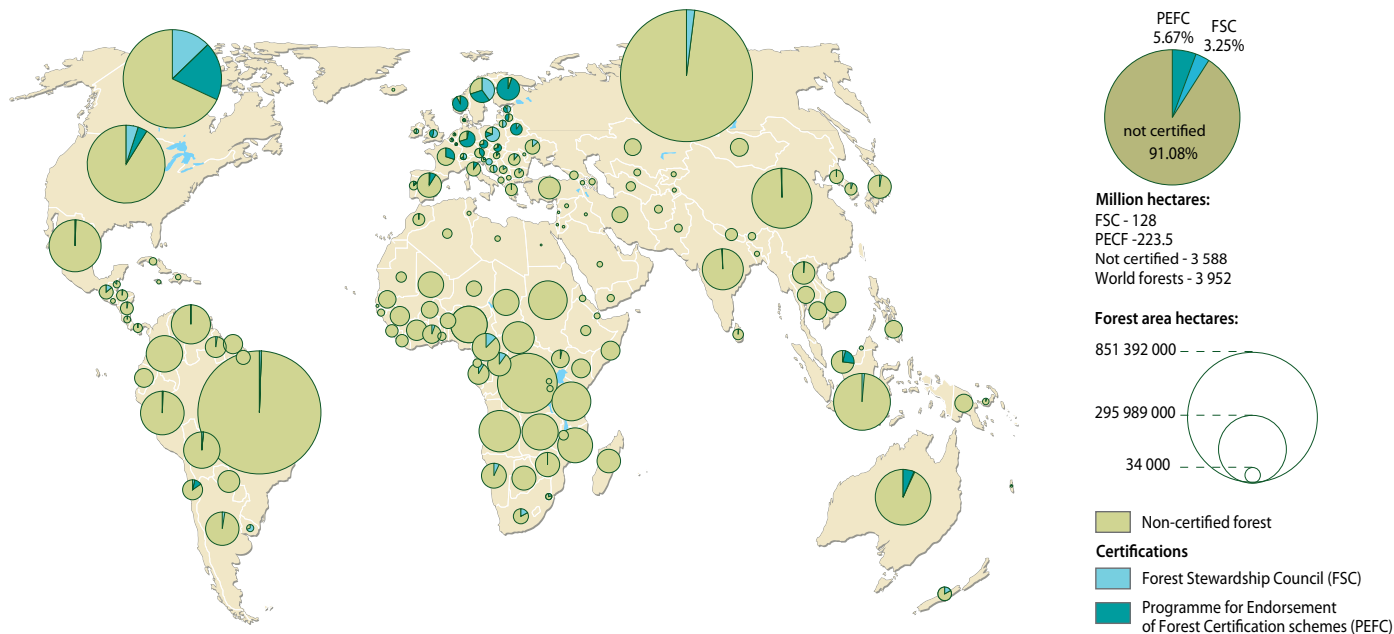 PEFC
5.67%
FSC
3.25%
not certified
91.08%
Million hectares:
FSC - 128
PECF -223.5
Not certified - 3 588
World forests - 3 952
Forest area hectares:
851 392 000
295 989 000
34 000
Non-certified forest
Certifications
Forest Stewardship Council (FSC)
Programme for Endorsement
of Forest Certification schemes (PEFC)